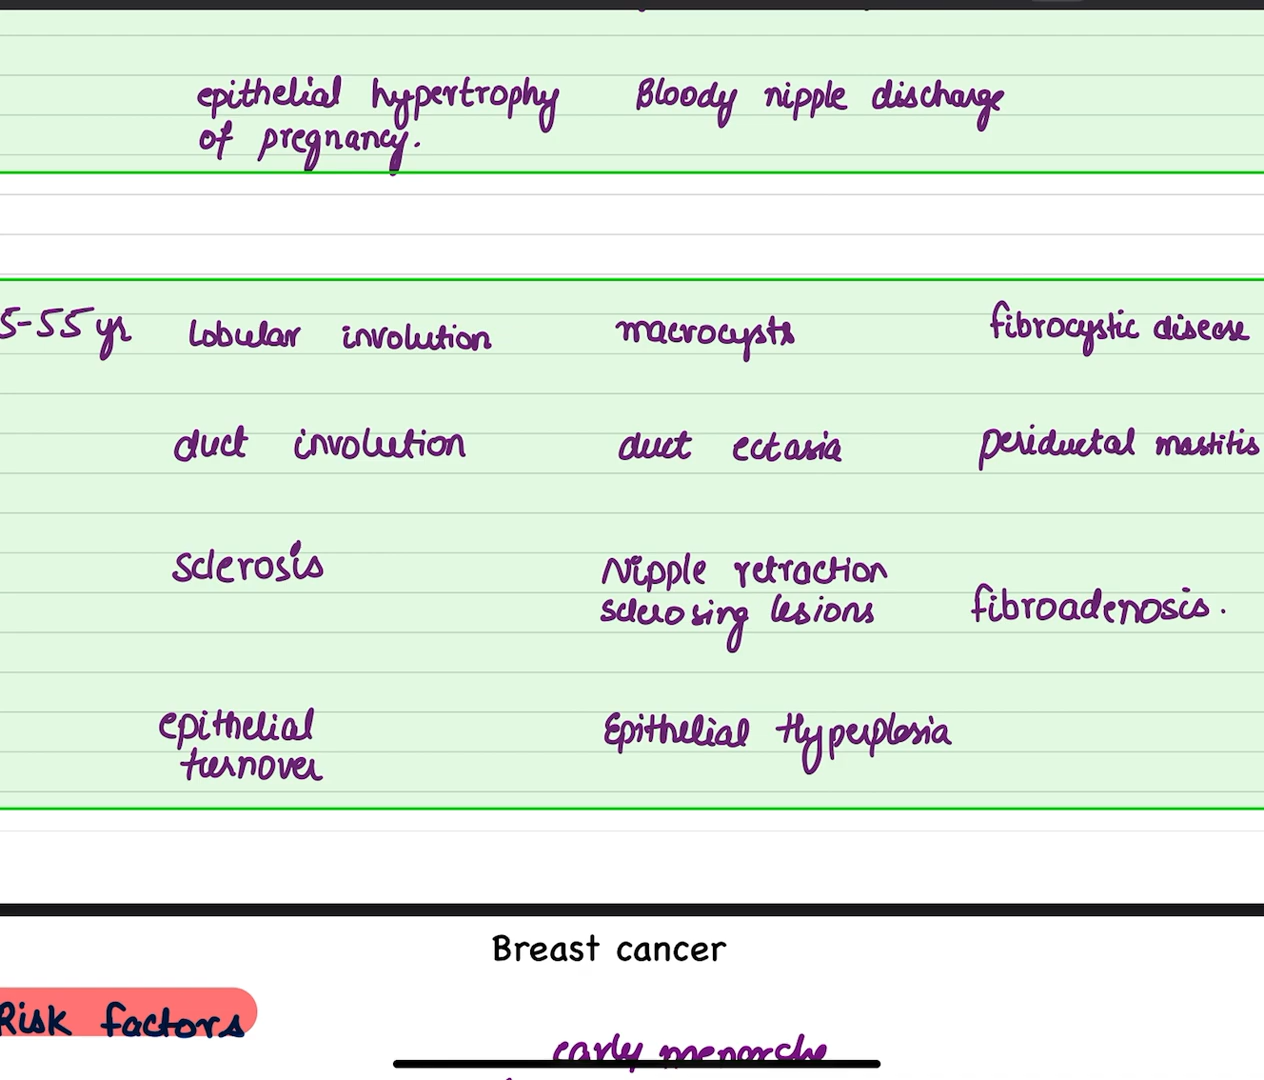 epithelial hypertrophy Bloody nipple discharge
of pregnancy.
5-55 yr Lobular involution macrocysts fibrocystic disease
duct involution duct ectasia periductal mastitis
Sclerosis Nipple retraction
sclerosing lesions fibroadenosis.
epithelial Epithelial Hyperplasia
turnover
Breast cancer
Risk factors
early menarche